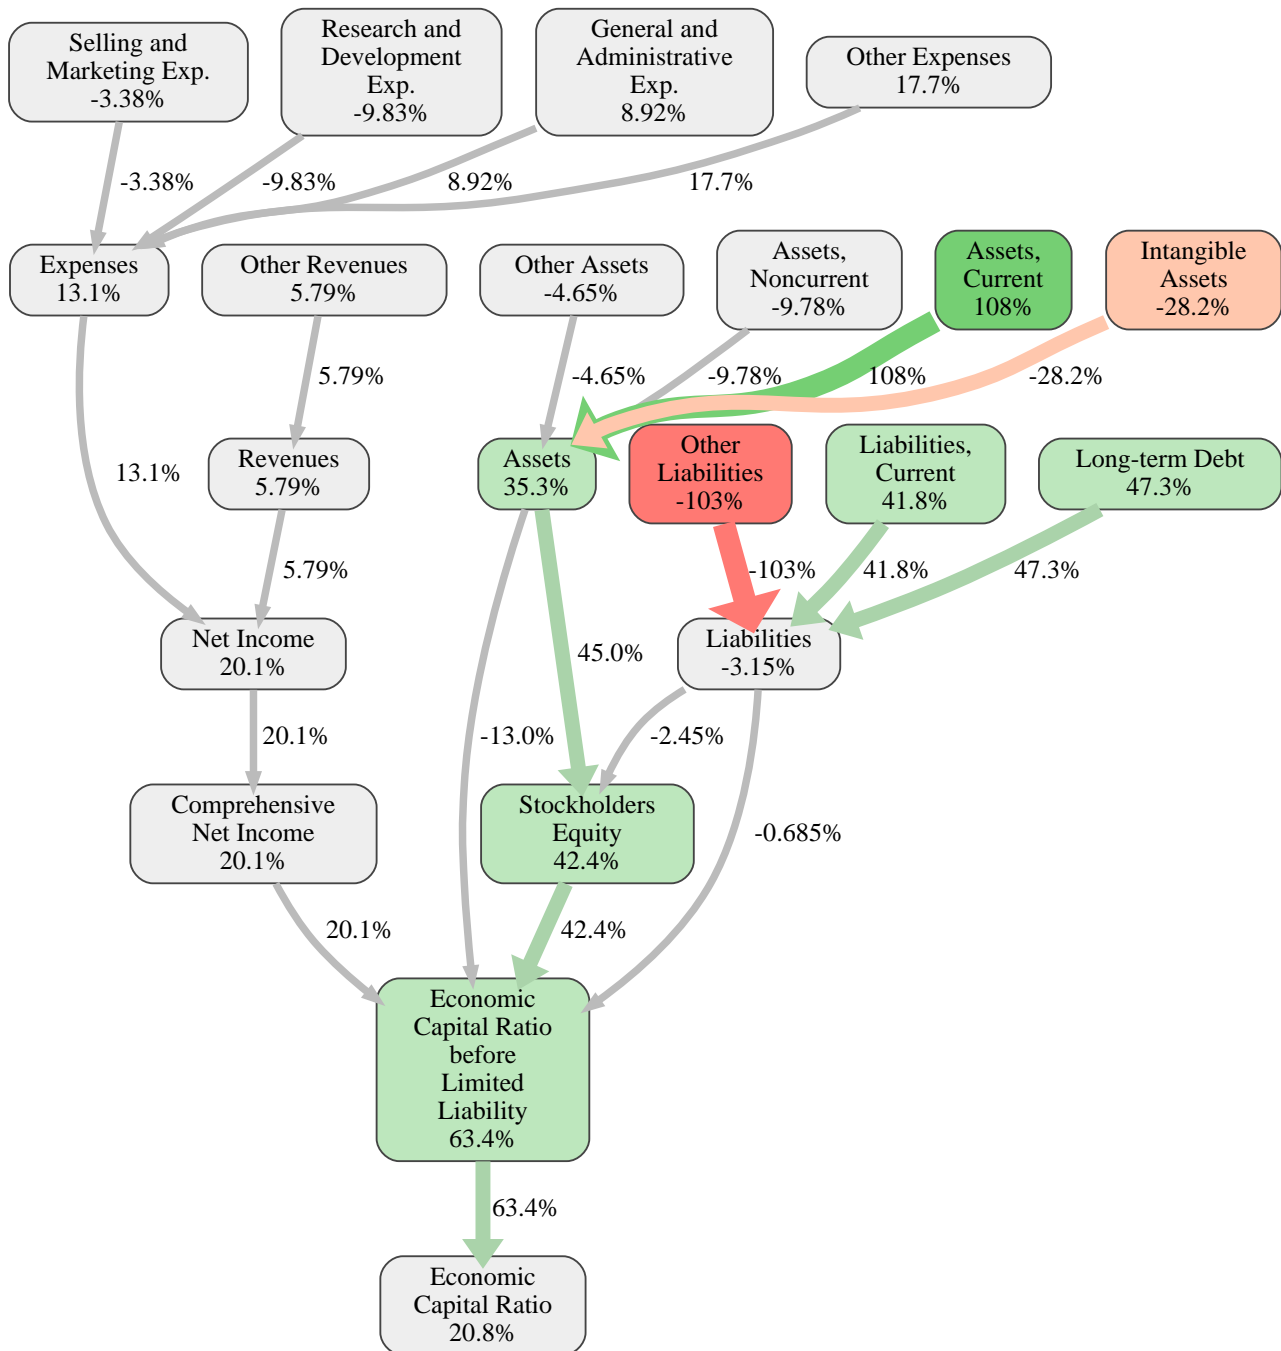 Selling and
Marketing Exp.
-3.38%
Research and
Development
Exp.
-9.83%
General and
Administrative
Exp.
8.92%
Other Expenses
17.7%
-3.38%
-9.83%
8.92%
17.7%
Expenses
13.1%
Other Revenues
5.79%
Other Assets
-4.65%
Assets,
Noncurrent
-9.78%
Assets,
Current
108%
Intangible
Assets
-28.2%
5.79%
-4.65%
-9.78%
108%
-28.2%
13.1%
Revenues
5.79%
Assets
35.3%
Other
Liabilities
-103%
Liabilities,
Current
41.8%
Long-term Debt
47.3%
5.79%
-103%
41.8%
47.3%
Net Income
20.1%
45.0%
Liabilities
-3.15%
20.1%
-13.0%
-2.45%
Comprehensive
Net Income
20.1%
Stockholders
Equity
42.4%
-0.685%
20.1%
42.4%
Economic
Capital Ratio
before
Limited
Liability
63.4%
63.4%
Economic
Capital Ratio
20.8%